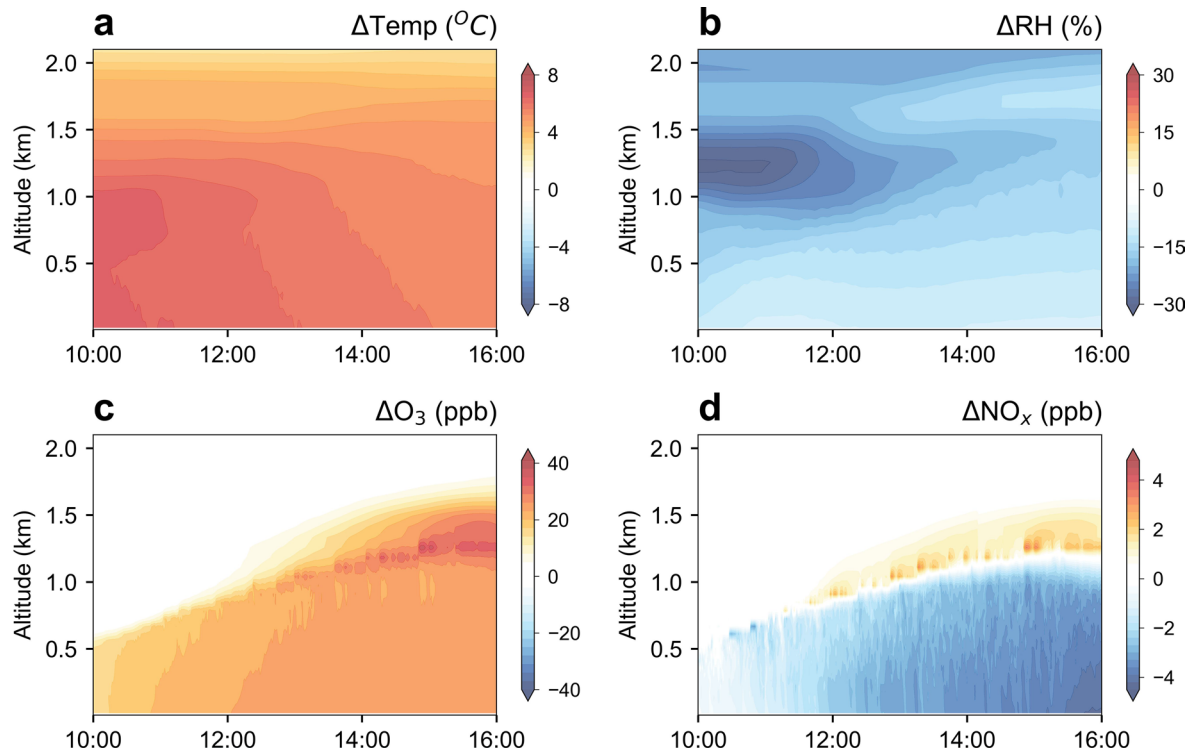 a ΔTemp (°C) b ΔRH (%)
2.0 8 2.0 30
1.5 4 1.5 15
Altitude (km) Altitude (km)
1.0 0 1.0 0
0.5 −4 0.5 −15
−8 −30
10:00 12:00 14:00 16:00 10:00 12:00 14:00 16:00
c ΔO₃ (ppb) d ΔNOₓ (ppb)
2.0 40 2.0 4
1.5 20 1.5 2
Altitude (km) Altitude (km)
1.0 0 1.0 0
0.5 −20 0.5 −2
−40 −4
10:00 12:00 14:00 16:00 10:00 12:00 14:00 16:00